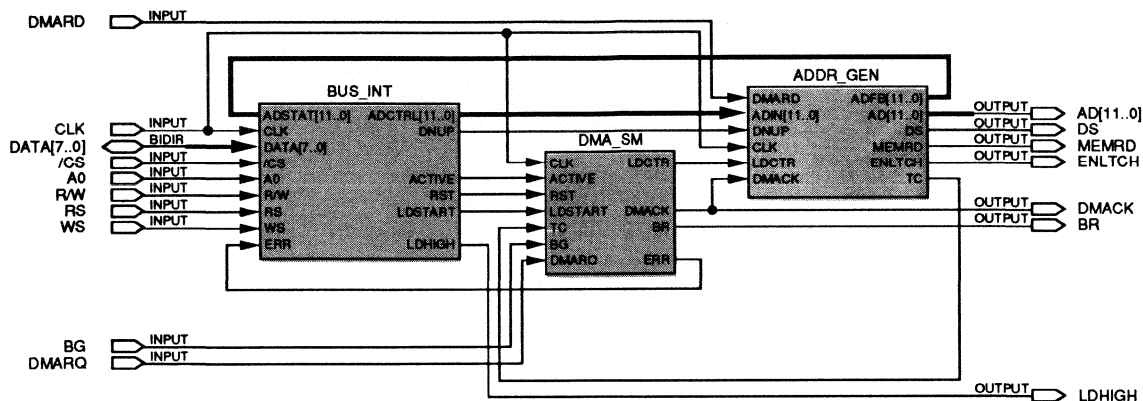 DMARD INPUT
BUS_INT
ADSTAT[11..0] ADCTRL[11..0]
CLK DNUP
DATA[7..0]
/CS
A0 ACTIVE
R/W RST
RS LDSTART
WS
ERR LDHIGH
CLK INPUT
DATA[7..0] BIDIR
/CS INPUT
A0 INPUT
R/W INPUT
RS INPUT
WS INPUT
DMA_SM
CLK LDCTR
ACTIVE
RST
LDSTART DMACK
TC BR
BG
DMARQ ERR
ADDR_GEN
DMARD ADFB[11..0]
ADIN[11..0] AD[11..0]
DNUP DS
CLK MEMRD
LDCTR ENLTCH
DMACK TC
OUTPUT AD[11..0]
OUTPUT DS
OUTPUT MEMRD
OUTPUT ENLTCH
OUTPUT DMACK
OUTPUT BR
BG INPUT
DMARQ INPUT
OUTPUT LDHIGH